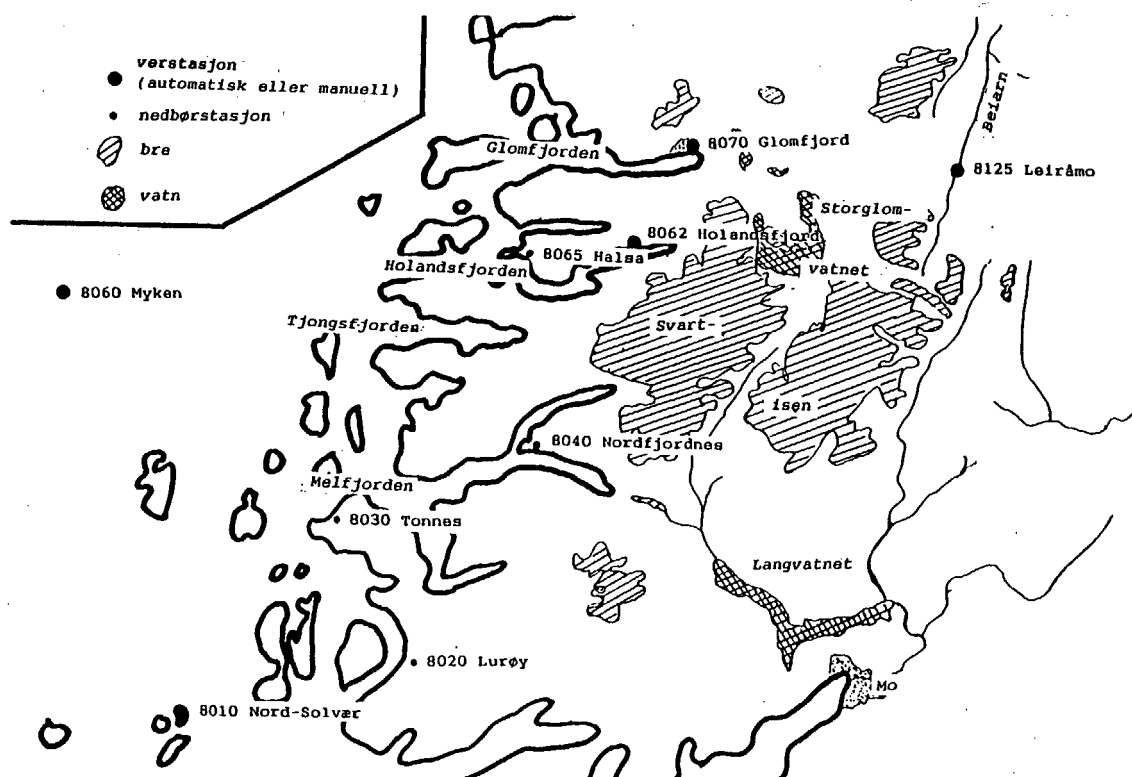 verstasjon
(automatisk eller manuell)
nedbørstasjon
bre
vatn
Beiarn
Glomfjorden
8070 Glomfjord
8125 Leiråmo
Storglom-
vatnet
8062 Holandsfjord
8065 Halsa
Holandsfjorden
8060 Myken
Tjongsfjorden
Svart-
isen
8040 Nordfjordnes
Melfjorden
8030 Tonnes
Langvatnet
8020 Lurøy
Mo
8010 Nord-Solvær